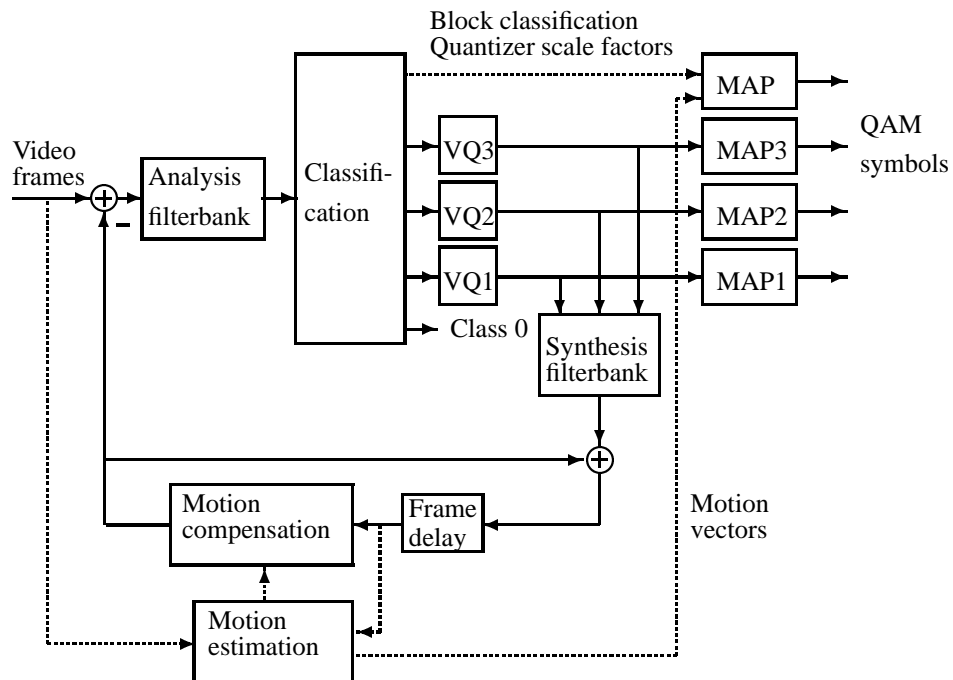 Block classification
Quantizer scale factors
MAP
QAM
symbols
Video
frames
Analysis
filterbank
Classifi-
cation
VQ3
MAP3
VQ2
MAP2
VQ1
MAP1
Class 0
Synthesis
filterbank
Motion
compensation
Frame
delay
Motion
vectors
Motion
estimation